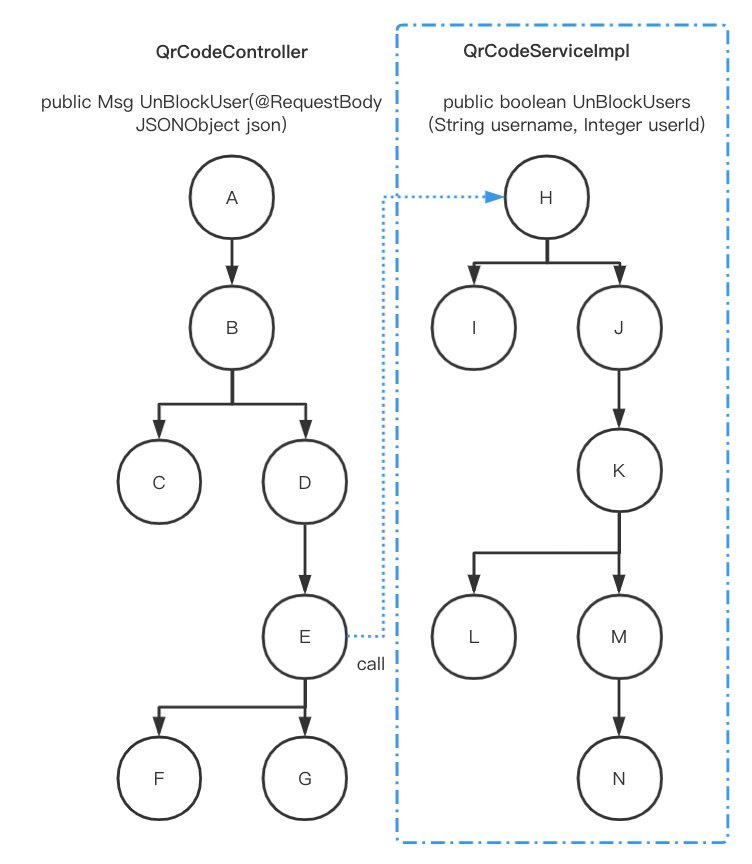 QrCodeController
public Msg UnBlockUser(@RequestBody
JSONObject json)
QrCodeServiceImpl
public boolean UnBlockUsers
(String username, Integer userId)
A
H
B
I
J
C
D
K
E
call
L
M
F
G
N